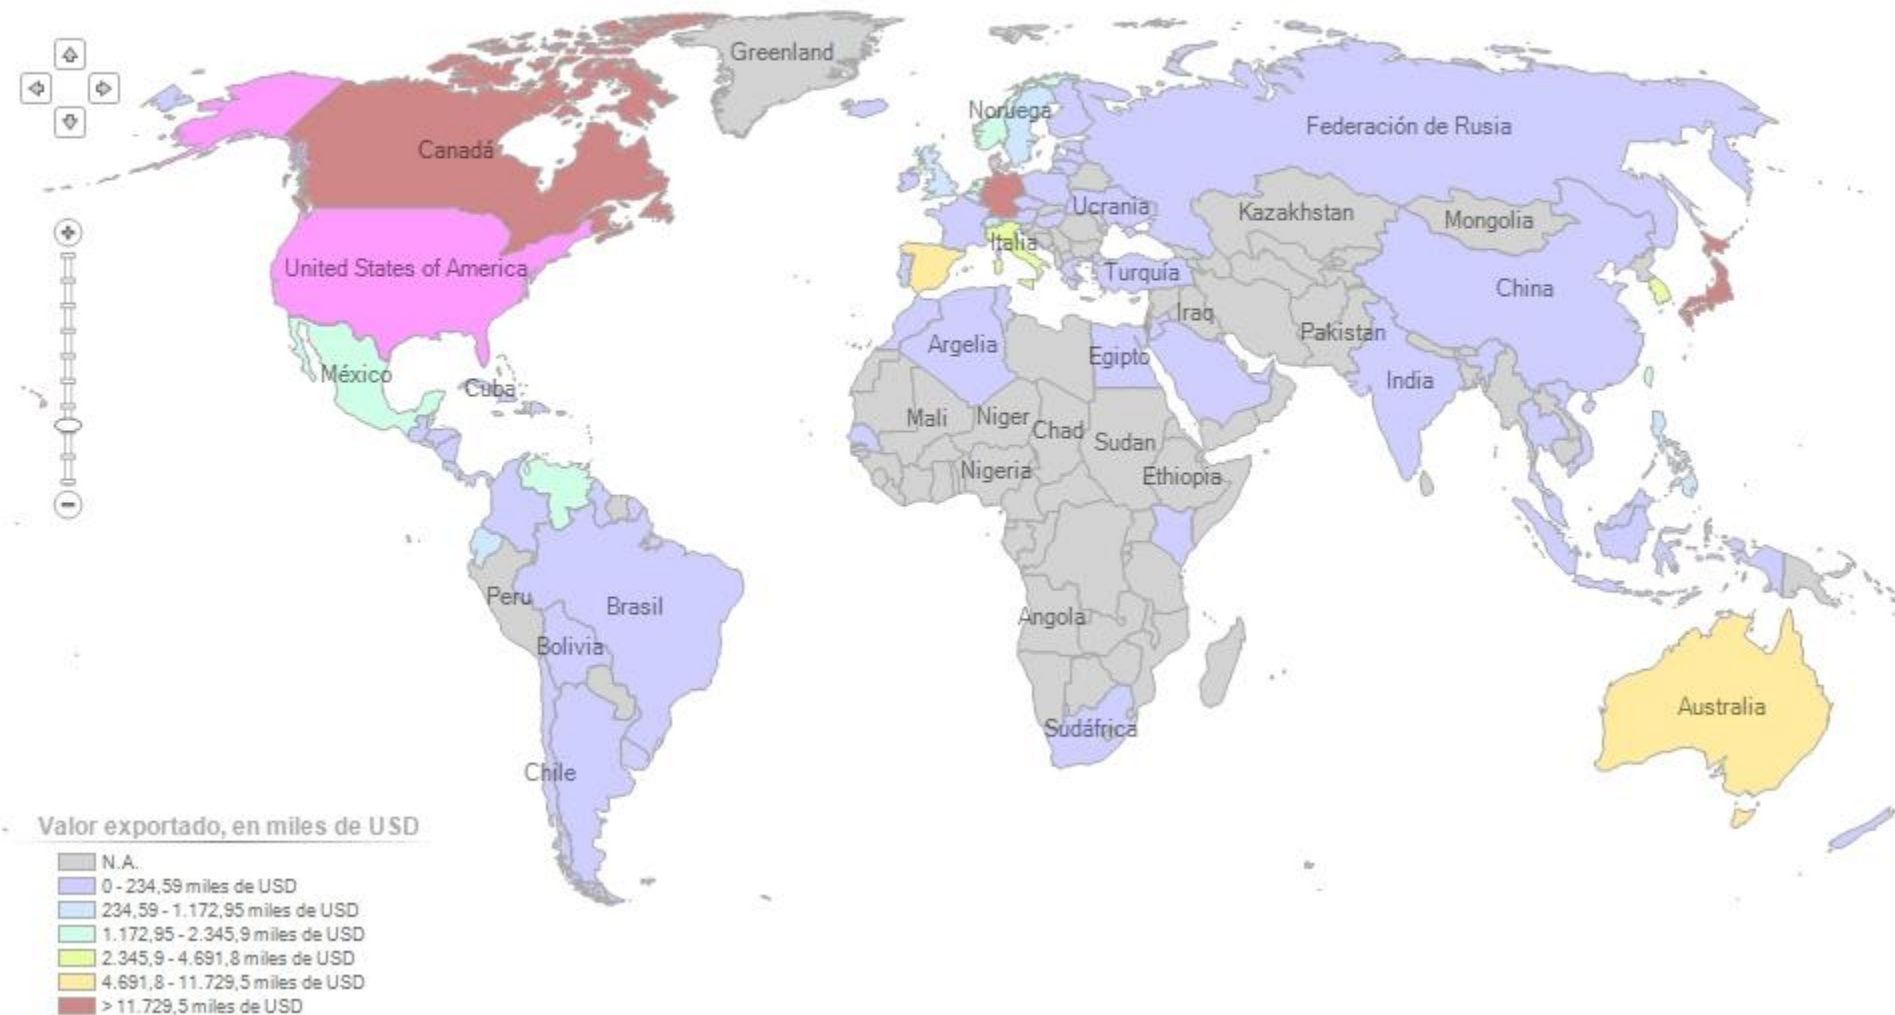 Greenland
Noruega
Federación de Rusia
Canadá
Ucrania
Kazakhstan
Mongolia
Italia
United States of America
Turquía
China
Iraq
Pakistán
Argelia
Egipto
México
Cuba
India
Mali
Niger
Chad
Sudan
Nigeria
Ethiopia
Peru
Brasil
Angola
Bolivia
Australia
Sudáfrica
Chile
Valor exportado, en miles de USD
N.A.
0 - 234,59 miles de USD
234,59 - 1.172,95 miles de USD
1.172,95 - 2.345,9 miles de USD
2.345,9 - 4.691,8 miles de USD
4.691,8 - 11.729,5 miles de USD
> 11.729,5 miles de USD